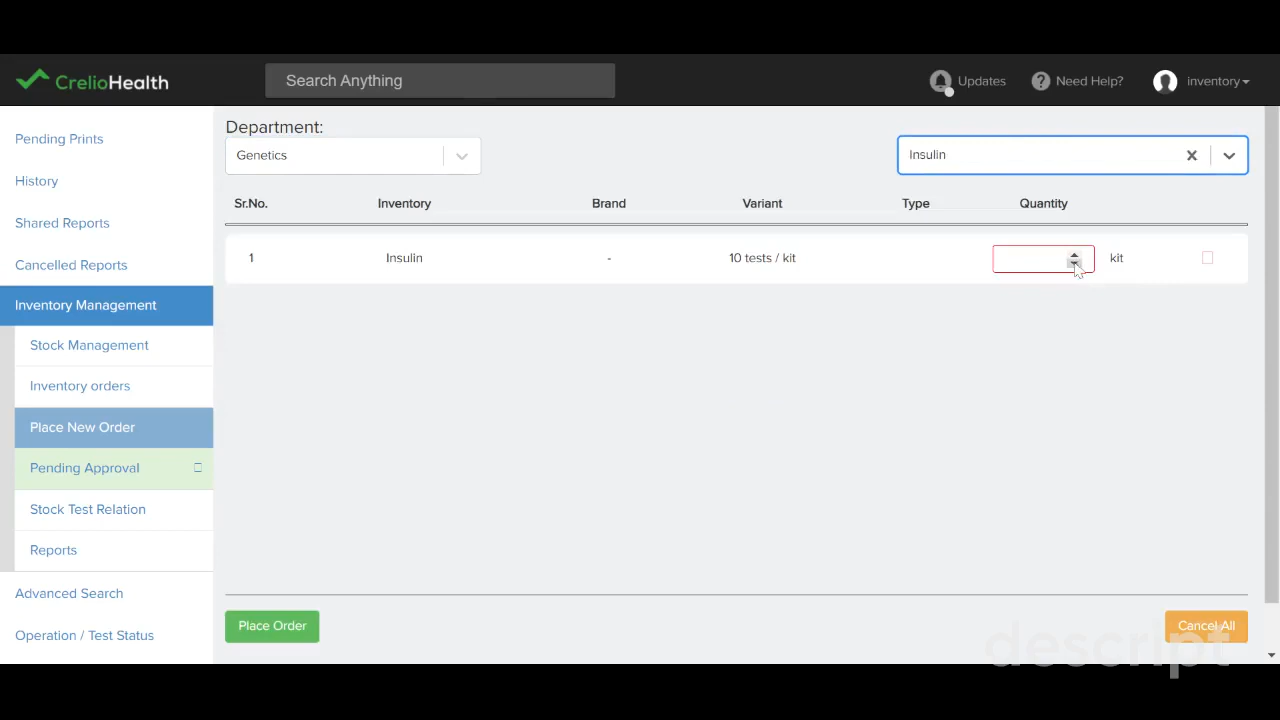 CrelioHealth
Search Anything
Updates
Need Help?
inventory
Pending Prints
History
Shared Reports
Cancelled Reports
Inventory Management
Stock Management
Inventory orders
Place New Order
Pending Approval
Stock Test Relation
Reports
Advanced Search
Operation / Test Status
Department:
Genetics
Insulin
Sr.No. Inventory Brand Variant Type Quantity
1 Insulin - 10 tests / kit kit
Place Order
Cancel All
descript